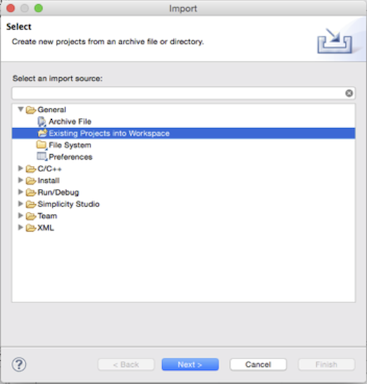 Import
Select
Create new projects from an archive file or directory.
Select an import source:
General
Archive File
Existing Projects into Workspace
File System
Preferences
C/C++
Install
Run/Debug
Simplicity Studio
Team
XML
?
< Back
Next >
Cancel
Finish